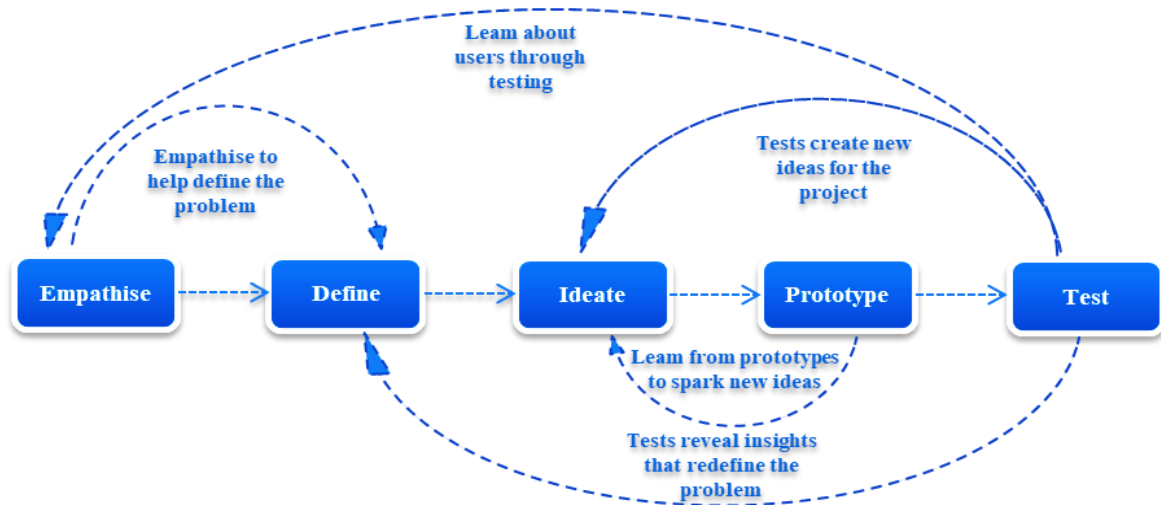 Leam about
users through
testing
Empathise to
help define the
problem
Tests create new
ideas for the
project
Empathise
Define
Ideate
Prototype
Test
Leam from prototypes
to spark new ideas
Tests reveal insights
that redefine the
problem